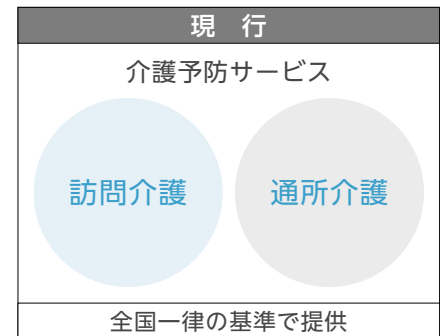 現　行
介護予防サービス
訪問介護
通所介護
全国一律の基準で提供